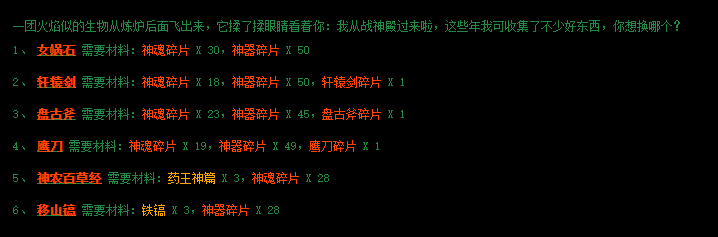 一团火焰似的生物从炼炉后面飞出来，它揉了揉眼睛看着你：我从战神殿过来啦，这些年我可收集了不少好东西，你想换哪个？
1、 女娲石 需要材料：神魂碎片 X 30，神器碎片 X 50
2、 轩辕剑 需要材料：神魂碎片 X 18，神器碎片 X 50，轩辕剑碎片 X 1
3、 盘古斧 需要材料：神魂碎片 X 23，神器碎片 X 45，盘古斧碎片 X 1
4、 鹰刀 需要材料：神魂碎片 X 19，神器碎片 X 49，鹰刀碎片 X 1
5、 神农百草经 需要材料：药王神篇 X 3，神魂碎片 X 28
6、 移山镐 需要材料：铁镐 X 3，神器碎片 X 28